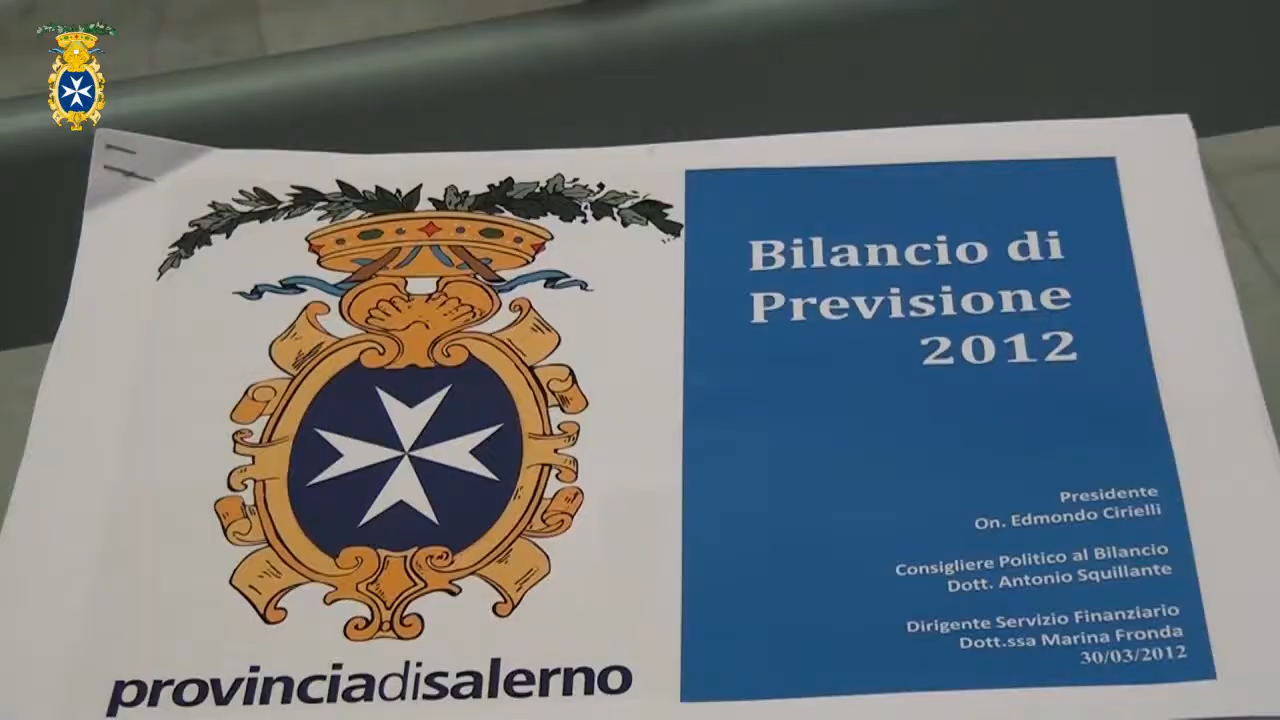 Bilancio di
Previsione
2012
Presidente
On. Edmondo Cirielli
Consigliere Politico al Bilancio
Dott. Antonio Squillante
Dirigente Servizio Finanziario
Dott.ssa Marina Fronda
30/03/2012
provinciadisalerno